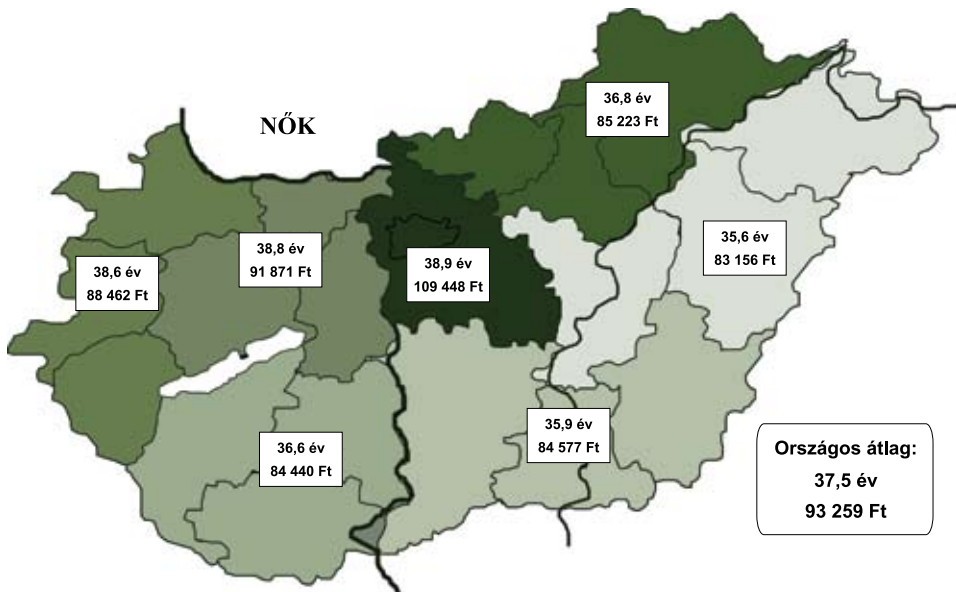 NŐK
36,8 év
85 223 Ft
38,6 év
88 462 Ft
38,8 év
91 871 Ft
38,9 év
109 448 Ft
35,6 év
83 156 Ft
36,6 év
84 440 Ft
35,9 év
84 577 Ft
Országos átlag:
37,5 év
93 259 Ft